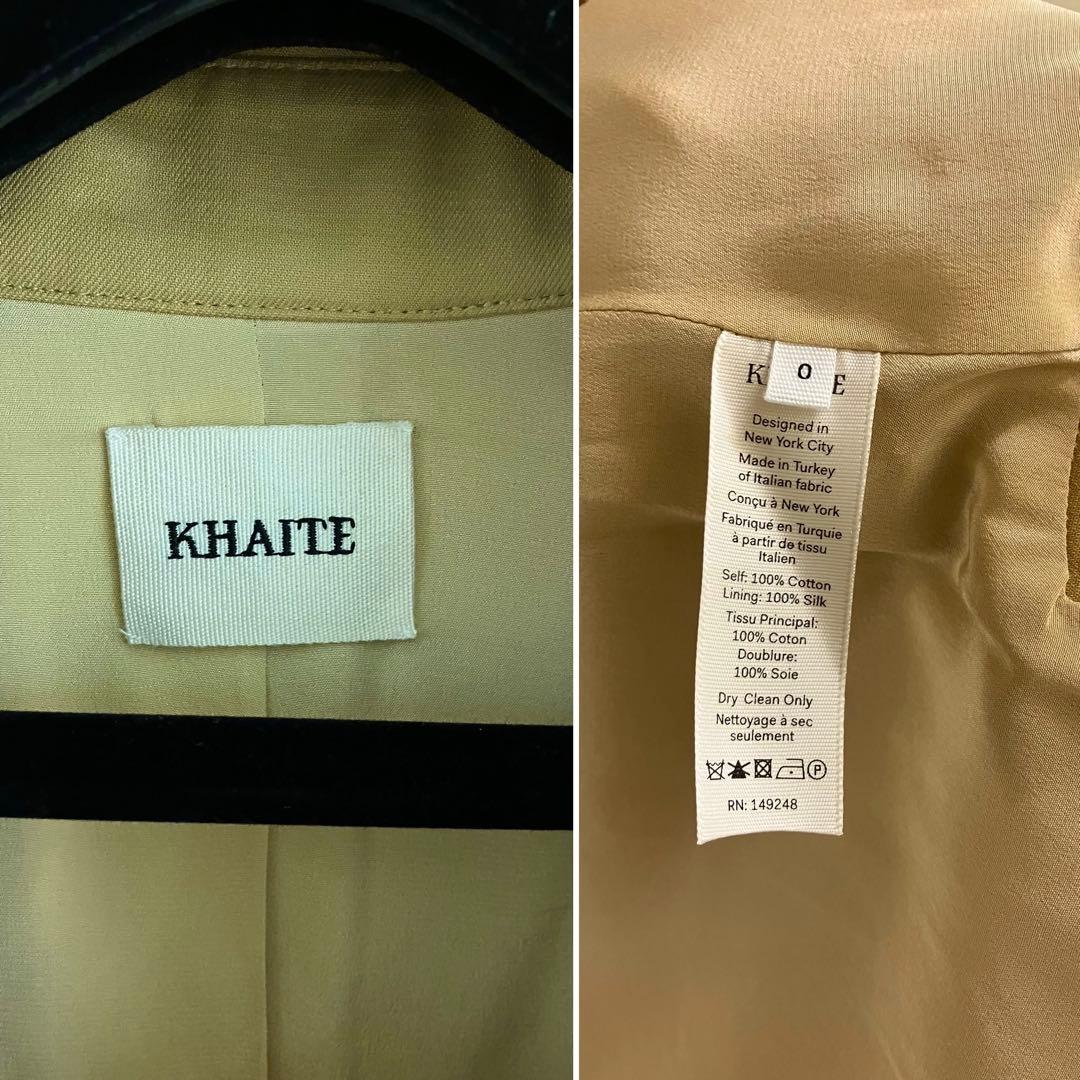 KHAITE
0
K E
Designed in
New York City
Made in Turkey
of Italian fabric
Conçu à New York
Fabriqué en Turquie
à partir de tissu
Italien
Self: 100% Cotton
Lining: 100% Silk
Tissu Principal:
100% Coton
Doublure:
100% Soie
Dry Clean Only
Nettoyage à sec
seulement
P
RN: 149248